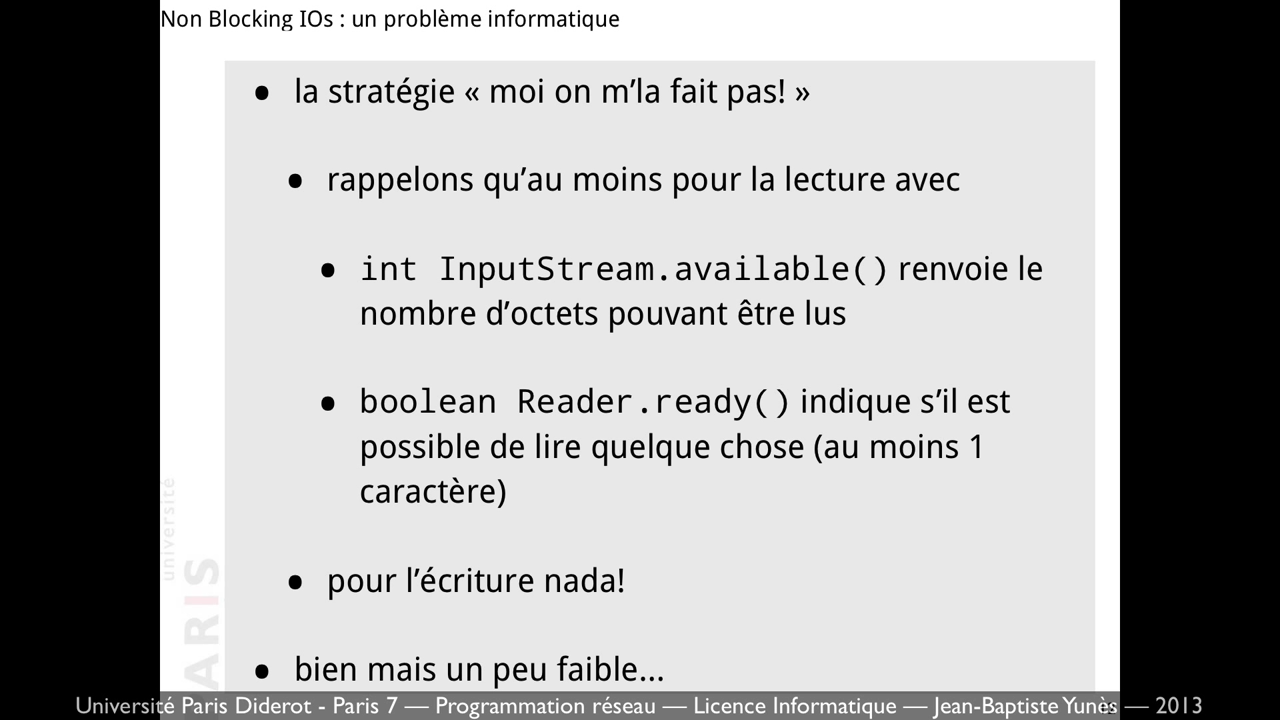 Non Blocking IOs : un problème informatique
• la stratégie « moi on m’la fait pas! »
• rappelons qu’au moins pour la lecture avec
• int InputStream.available() renvoie le
nombre d’octets pouvant être lus
• boolean Reader.ready() indique s’il est
possible de lire quelque chose (au moins 1
caractère)
• pour l’écriture nada!
• bien mais un peu faible...
université
PARIS
Université Paris Diderot - Paris 7 — Programmation réseau — Licence Informatique — Jean-Baptiste Yunès — 2013